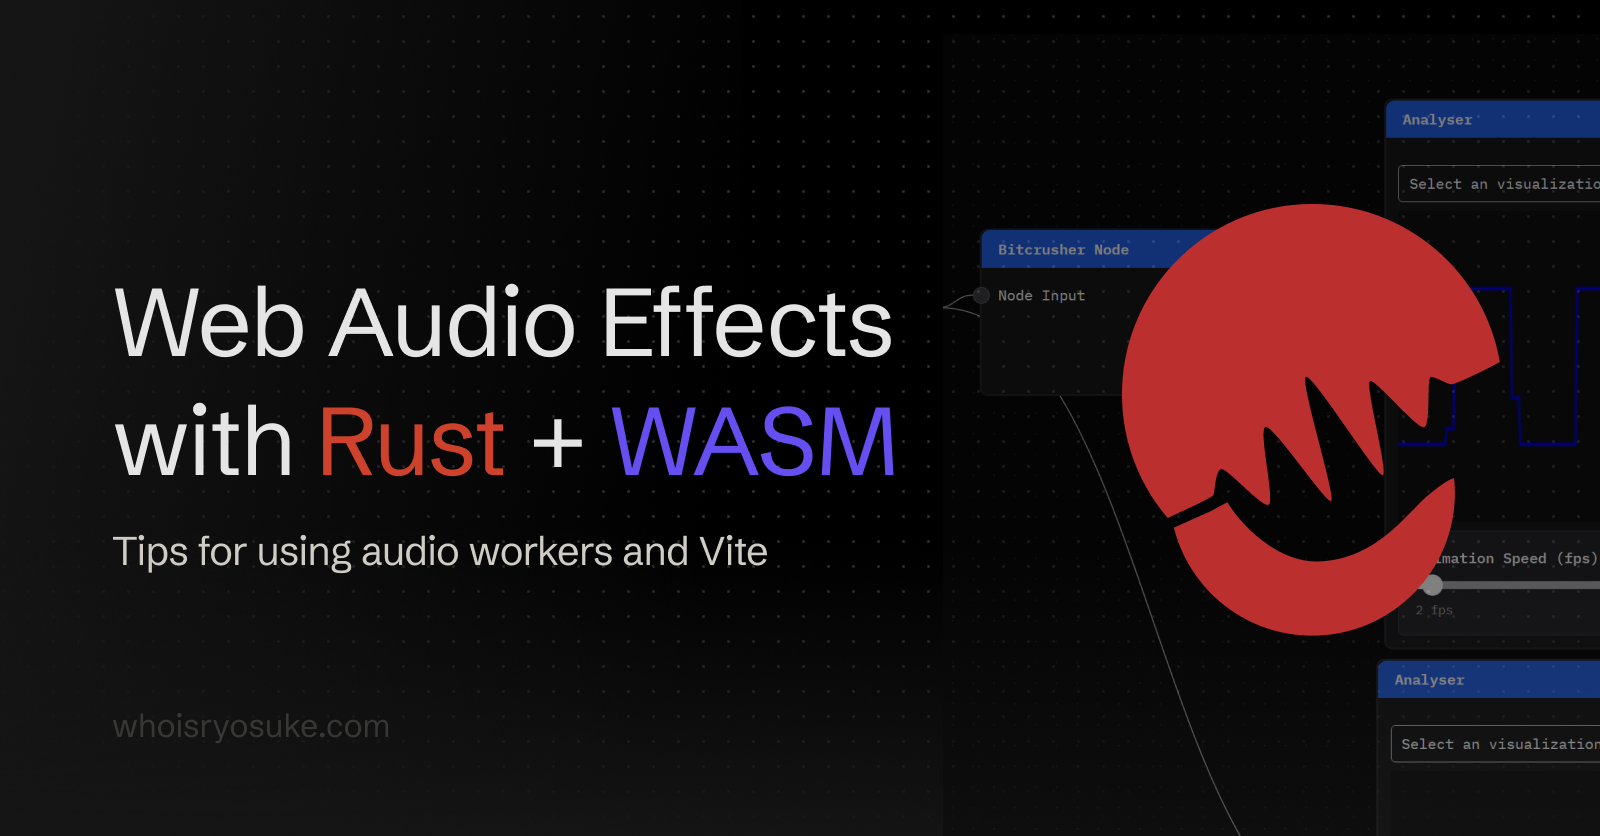 Web Audio Effects
with Rust + WASM
Tips for using audio workers and Vite
whoisryosuke.com
Bitcrusher Node
Node Input
Analyser
Select an visualizatio
imation Speed (fps)
2 fps
Analyser
Select an visualization